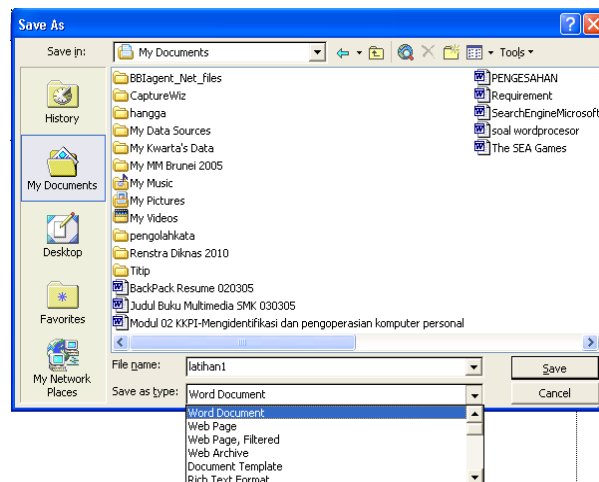 Save As
Save in:
My Documents
Tools
History
My Documents
Desktop
Favorites
My Network
Places
BBIagent_Net_files
CaptureWiz
hangga
My Data Sources
My Kwarta's Data
My MM Brunei 2005
My Music
My Pictures
My Videos
pengolahkata
Renstra Diknas 2010
Titip
BackPack Resume 020305
Judul Buku Multimedia SMK 030305
Modul 02 KKPI-Mengidentifikasi dan pengoperasian komputer personal
PENGESAHAN
Requirement
SearchEngineMicrosoft
soal wordprocesor
The SEA Games
File name:
latihan1
Save
Save as type:
Word Document
Cancel
Word Document
Web Page
Web Page, Filtered
Web Archive
Document Template
Rich Text Format